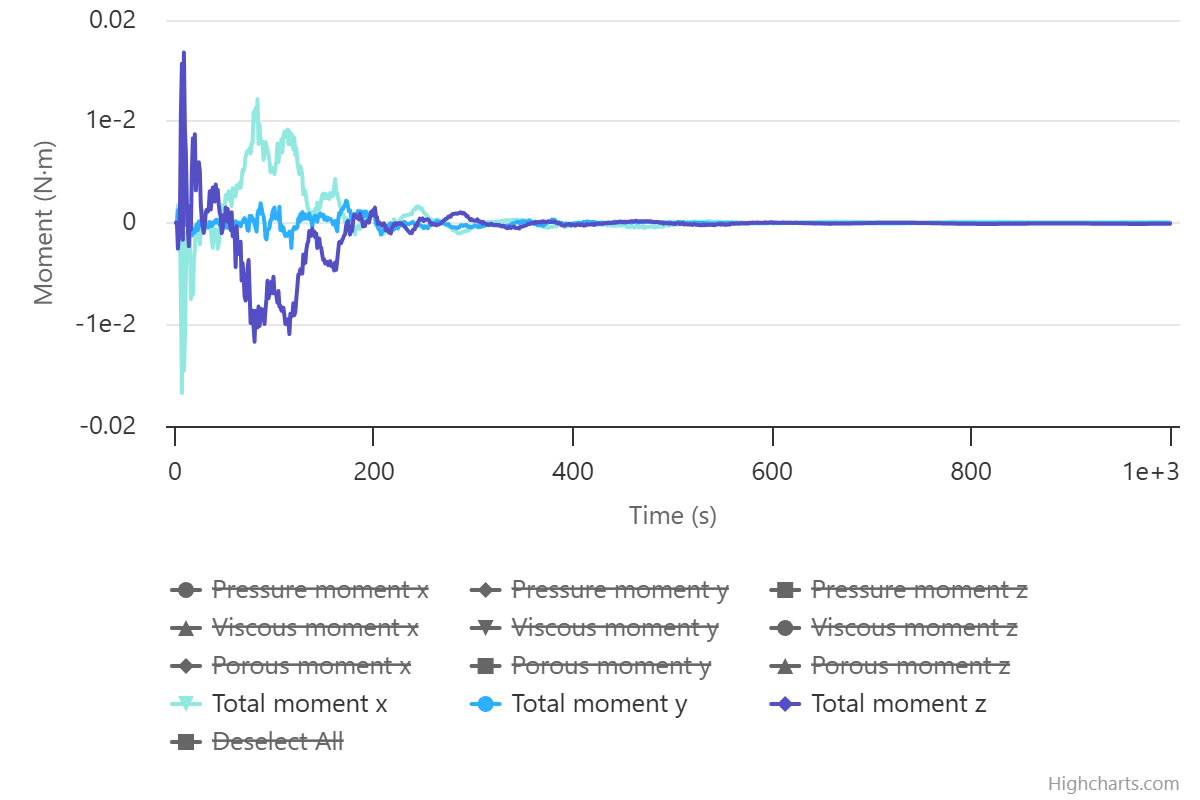 0.02
1e-2
0
-1e-2
-0.02
Moment (N·m)
0 200 400 600 800 1e+3
Time (s)
Pressure moment x Pressure moment y Pressure moment z
Viscous moment x Viscous moment y Viscous moment z
Porous moment x Porous moment y Porous moment z
Total moment x Total moment y Total moment z
Deselect All
Highcharts.com